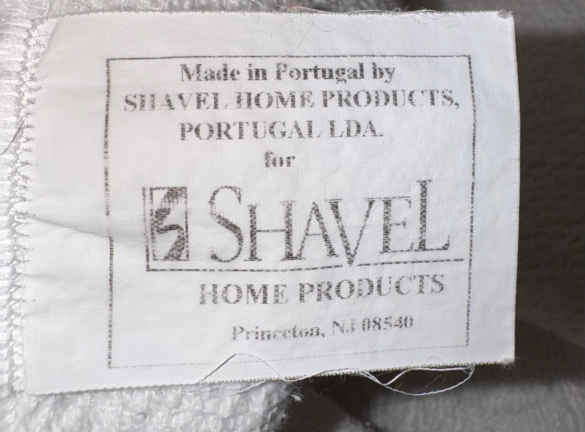 Made in Portugal by
SHAVEL HOME PRODUCTS,
PORTUGAL LDA.
for
SHAVEL
HOME PRODUCTS
Princeton, NJ 08540